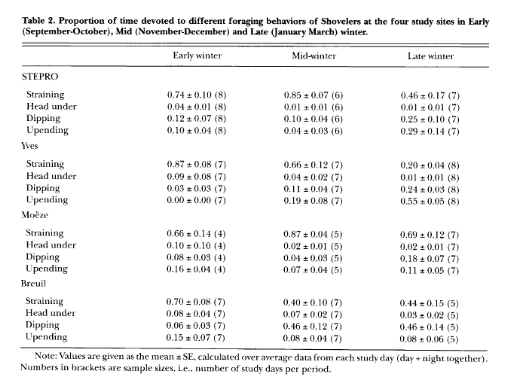 Table 2. Proportion of time devoted to different foraging behaviors of Shovelers at the four study sites in Early
(September-October), Mid (November-December) and Late (January March) winter.
Early winter Mid-winter Late winter
STEPRO
Straining 0.74 ± 0.10 (8) 0.85 ± 0.07 (6) 0.46 ± 0.17 (7)
Head under 0.04 ± 0.01 (8) 0.01 ± 0.01 (6) 0.01 ± 0.01 (7)
Dipping 0.12 ± 0.07 (8) 0.10 ± 0.04 (6) 0.25 ± 0.10 (7)
Upending 0.10 ± 0.04 (8) 0.04 ± 0.03 (6) 0.29 ± 0.14 (7)
Yves
Straining 0.87 ± 0.08 (7) 0.66 ± 0.12 (7) 0.20 ± 0.04 (8)
Head under 0.09 ± 0.08 (7) 0.04 ± 0.02 (7) 0.01 ± 0.01 (8)
Dipping 0.03 ± 0.03 (7) 0.11 ± 0.04 (7) 0.24 ± 0.03 (8)
Upending 0.00 ± 0.00 (7) 0.19 ± 0.08 (7) 0.55 ± 0.05 (8)
Moëze
Straining 0.66 ± 0.14 (4) 0.87 ± 0.04 (5) 0.69 ± 0.12 (7)
Head under 0.10 ± 0.10 (4) 0.02 ± 0.01 (5) 0.02 ± 0.01 (7)
Dipping 0.08 ± 0.03 (4) 0.04 ± 0.03 (5) 0.18 ± 0.07 (7)
Upending 0.16 ± 0.04 (4) 0.07 ± 0.04 (5) 0.11 ± 0.05 (7)
Breuil
Straining 0.70 ± 0.08 (7) 0.40 ± 0.10 (7) 0.44 ± 0.15 (5)
Head under 0.08 ± 0.04 (7) 0.07 ± 0.02 (7) 0.03 ± 0.02 (5)
Dipping 0.06 ± 0.03 (7) 0.46 ± 0.12 (7) 0.46 ± 0.14 (5)
Upending 0.15 ± 0.07 (7) 0.08 ± 0.04 (7) 0.08 ± 0.06 (5)
Note: Values are given as the mean ± SE, calculated over average data from each study day (day + night together).
Numbers in brackets are sample sizes, i.e., number of study days per period.